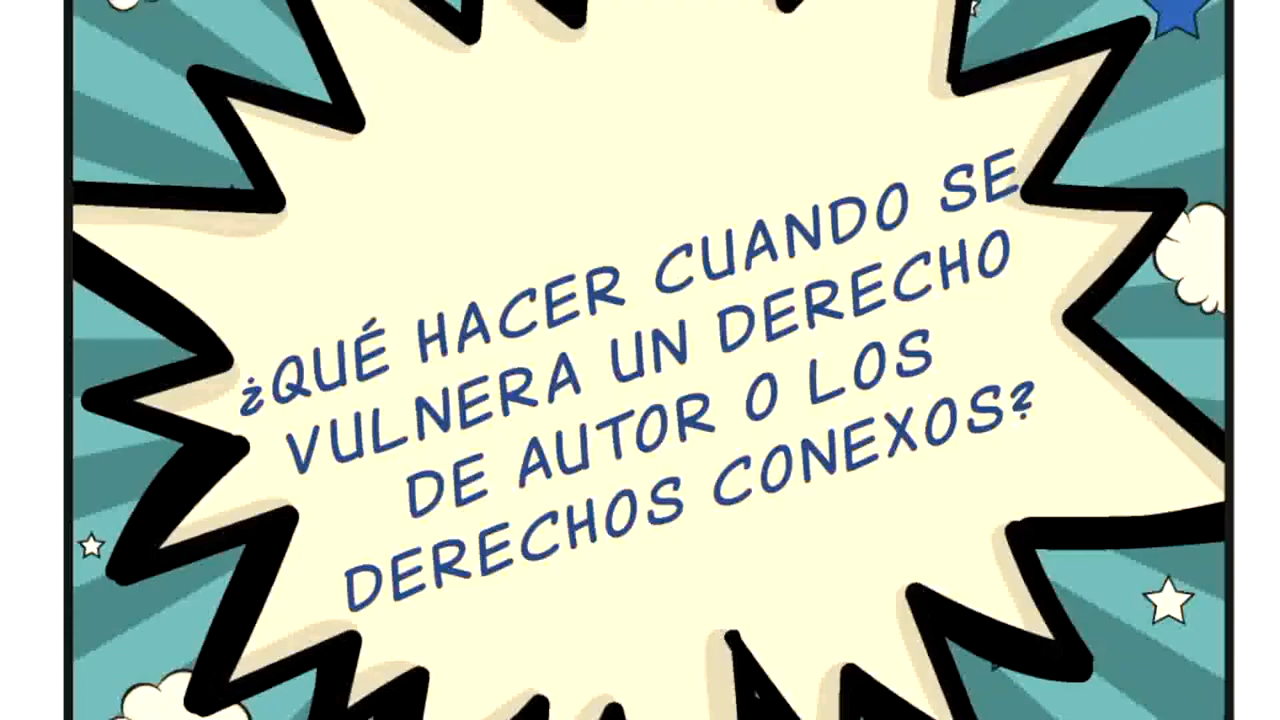 ¿QUÉ HACER CUANDO SE
VULNERA UN DERECHO
DE AUTOR O LOS
DERECHOS CONEXOS?